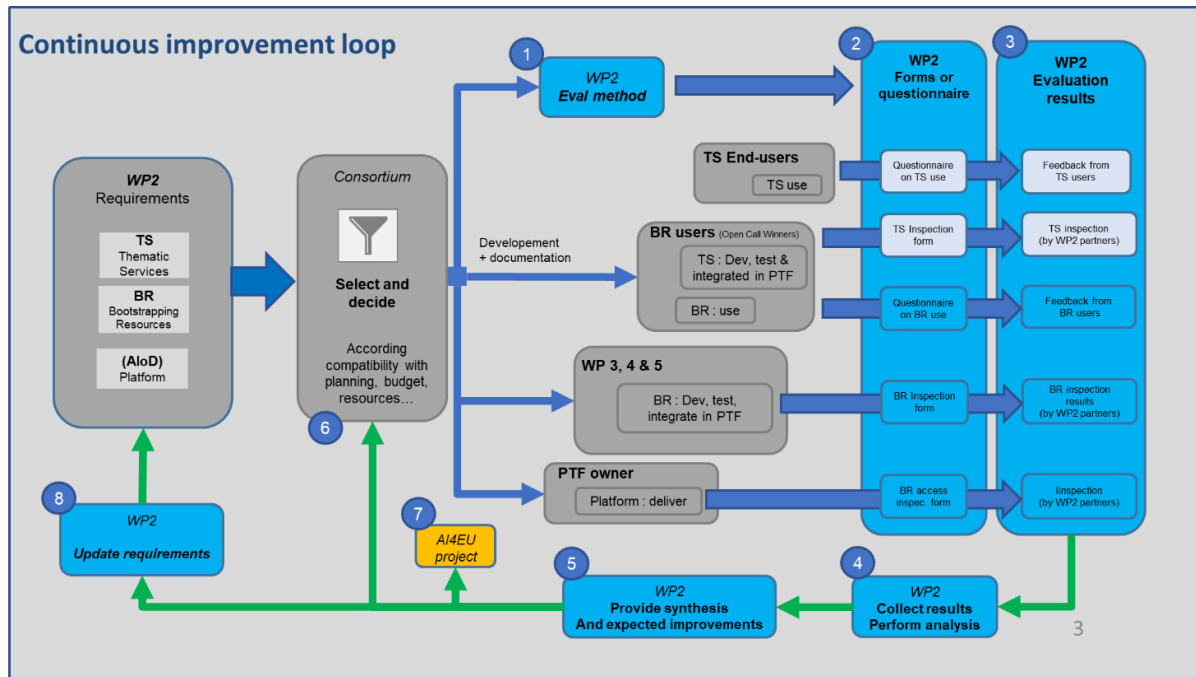 Continuous improvement loop
1
WP2
Eval method
2
WP2
Forms or
questionnaire
3
WP2
Evaluation
results
WP2
Requirements
TS
Thematic
Services
BR
Bootstrapping
Resources
(AIoD)
Platform
Consortium
Select and
decide
According
compatibility with
planning, budget,
resources…
6
Developement
+ documentation
TS End-users
TS use
Questionnaire
on TS use
Feedback from
TS users
BR users (Open Call Winners)
TS : Dev, test &
integrated in PTF
BR : use
TS Inspection
form
TS inspection
(by WP2 partners)
Questionnaire
on BR use
Feedback from
BR users
WP 3, 4 & 5
BR : Dev, test,
integrate in PTF
BR Inspection
form
BR inspection
results
(by WP2 partners)
PTF owner
Platform : deliver
BR access
inspec. form
Iinspection
(by WP2 partners)
8
WP2
Update requirements
7
AI4EU
project
5
WP2
Provide synthesis
And expected improvements
4
WP2
Collect results
Perform analysis
3